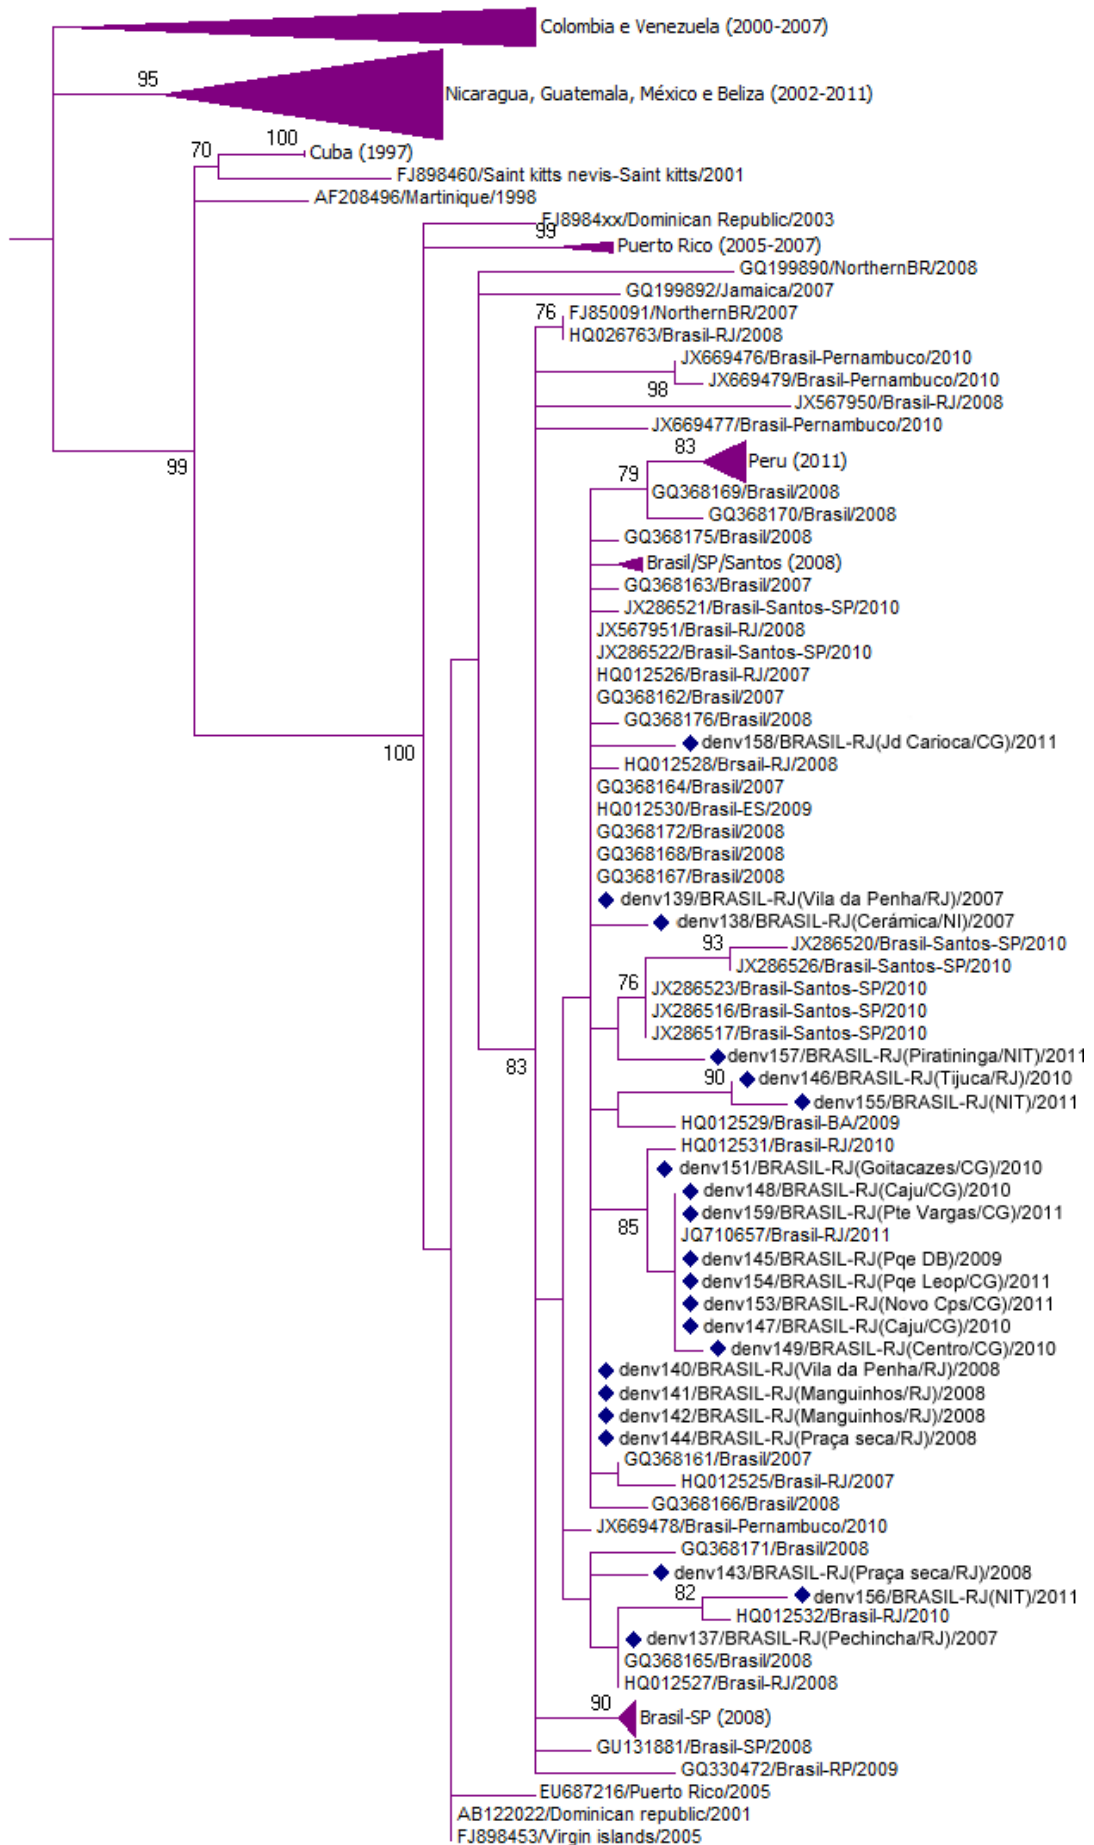 Colombia e Venezuela (2000-2007)
95
Nicaragua, Guatemala, México e Beliza (2002-2011)
100
70
Cuba (1997)
FJ898460/Saint kitts nevis-Saint kitts/2001
AF208496/Martinique/1998
FJ8984xx/Dominican Republic/2003
99
Puerto Rico (2005-2007)
GQ199890/NorthernBR/2008
GQ199892/Jamaica/2007
76
FJ850091/NorthernBR/2007
HQ026763/Brasil-RJ/2008
JX669476/Brasil-Pernambuco/2010
JX669479/Brasil-Pernambuco/2010
98
JX567950/Brasil-RJ/2008
JX669477/Brasil-Pernambuco/2010
83
Peru (2011)
99
79
GQ368169/Brasil/2008
GQ368170/Brasil/2008
GQ368175/Brasil/2008
Brasil/SP/Santos (2008)
GQ368163/Brasil/2007
JX286521/Brasil-Santos-SP/2010
JX567951/Brasil-RJ/2008
JX286522/Brasil-Santos-SP/2010
HQ012526/Brasil-RJ/2007
GQ368162/Brasil/2007
GQ368176/Brasil/2008
denv158/BRASIL-RJ(Jd Carioca/CG)/2011
100
HQ012528/Brsail-RJ/2008
GQ368164/Brasil/2007
HQ012530/Brasil-ES/2009
GQ368172/Brasil/2008
GQ368168/Brasil/2008
GQ368167/Brasil/2008
denv139/BRASIL-RJ(Vila da Penha/RJ)/2007
denv138/BRASIL-RJ(Cerámica/NI)/2007
93
JX286520/Brasil-Santos-SP/2010
JX286526/Brasil-Santos-SP/2010
76
JX286523/Brasil-Santos-SP/2010
JX286516/Brasil-Santos-SP/2010
JX286517/Brasil-Santos-SP/2010
denv157/BRASIL-RJ(Piratininga/NIT)/2011
83
90
denv146/BRASIL-RJ(Tijuca/RJ)/2010
denv155/BRASIL-RJ(NIT)/2011
HQ012529/Brasil-BA/2009
HQ012531/Brasil-RJ/2010
denv151/BRASIL-RJ(Goitacazes/CG)/2010
denv148/BRASIL-RJ(Caju/CG)/2010
denv159/BRASIL-RJ(Pte Vargas/CG)/2011
85
JQ710657/Brasil-RJ/2011
denv145/BRASIL-RJ(Pqe DB)/2009
denv154/BRASIL-RJ(Pqe Leop/CG)/2011
denv153/BRASIL-RJ(Novo Cps/CG)/2011
denv147/BRASIL-RJ(Caju/CG)/2010
denv149/BRASIL-RJ(Centro/CG)/2010
denv140/BRASIL-RJ(Vila da Penha/RJ)/2008
denv141/BRASIL-RJ(Manguinhos/RJ)/2008
denv142/BRASIL-RJ(Manguinhos/RJ)/2008
denv144/BRASIL-RJ(Praça seca/RJ)/2008
GQ368161/Brasil/2007
HQ012525/Brasil-RJ/2007
GQ368166/Brasil/2008
JX669478/Brasil-Pernambuco/2010
GQ368171/Brasil/2008
denv143/BRASIL-RJ(Praça seca/RJ)/2008
82
denv156/BRASIL-RJ(NIT)/2011
HQ012532/Brasil-RJ/2010
denv137/BRASIL-RJ(Pechincha/RJ)/2007
GQ368165/Brasil/2008
HQ012527/Brasil-RJ/2008
90
Brasil-SP (2008)
GU131881/Brasil-SP/2008
GQ330472/Brasil-RP/2009
EU687216/Puerto Rico/2005
AB122022/Dominican republic/2001
FJ898453/Virgin islands/2005